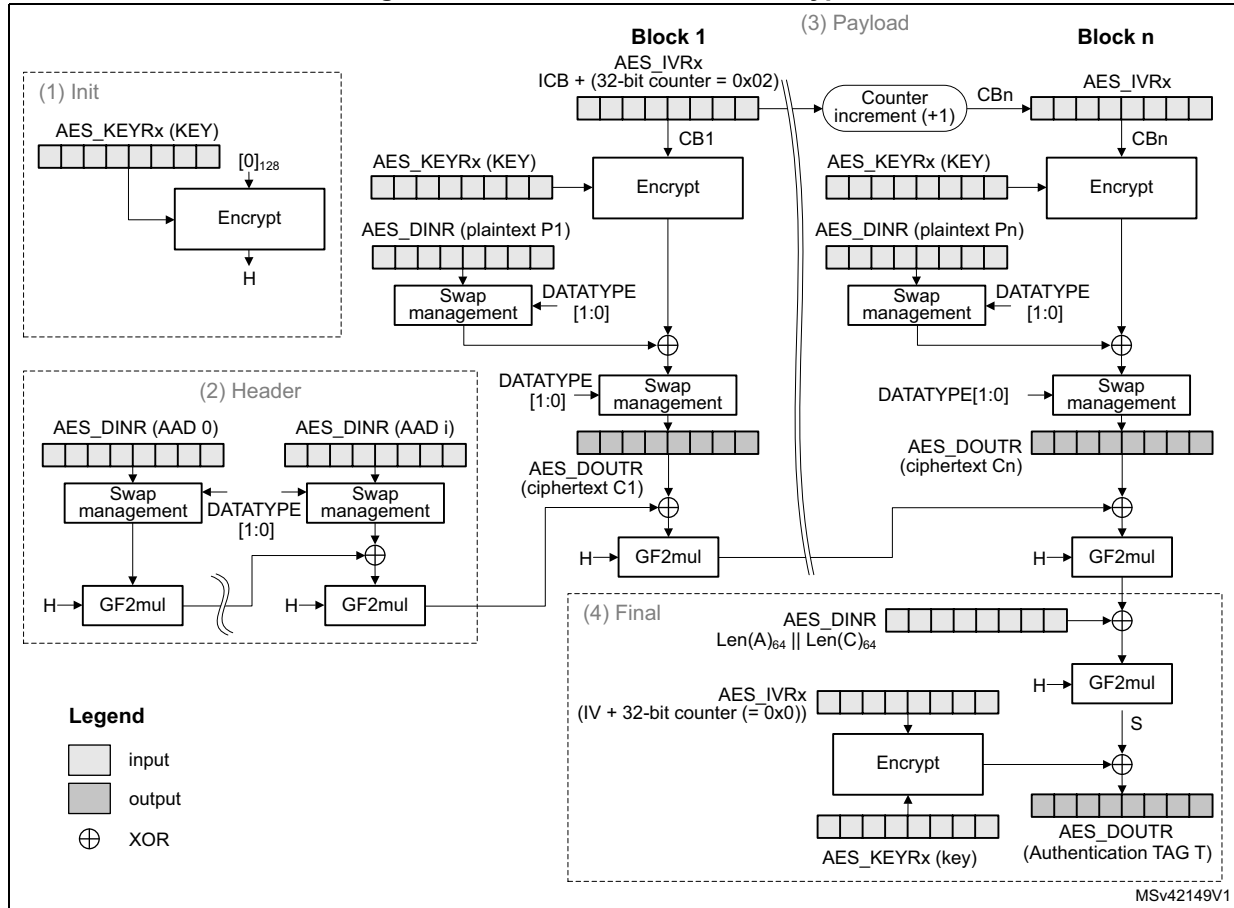 (3) Payload
Block 1
Block n
AES_IVRx
ICB + (32-bit counter = 0x02)
Counter
increment (+1)
CBn
AES_IVRx
CB1
CBn
(1) Init
AES_KEYRx (KEY)
[0]128
Encrypt
H
AES_KEYRx (KEY)
Encrypt
AES_KEYRx (KEY)
Encrypt
AES_DINR (plaintext P1)
Swap
management
DATATYPE
[1:0]
AES_DINR (plaintext Pn)
Swap
management
DATATYPE
[1:0]
DATATYPE
[1:0]
Swap
management
DATATYPE[1:0]
Swap
management
AES_DOUTR
(ciphertext C1)
AES_DOUTR
(ciphertext Cn)
(2) Header
AES_DINR (AAD 0)
AES_DINR (AAD i)
Swap
management
DATATYPE
[1:0]
Swap
management
H
GF2mul
H
GF2mul
H
GF2mul
H
GF2mul
(4) Final
AES_DINR
Len(A)64 || Len(C)64
H
GF2mul
S
AES_IVRx
(IV + 32-bit counter (= 0x0))
Encrypt
AES_KEYRx (key)
AES_DOUTR
(Authentication TAG T)
Legend
input
output
XOR
MSv42149V1